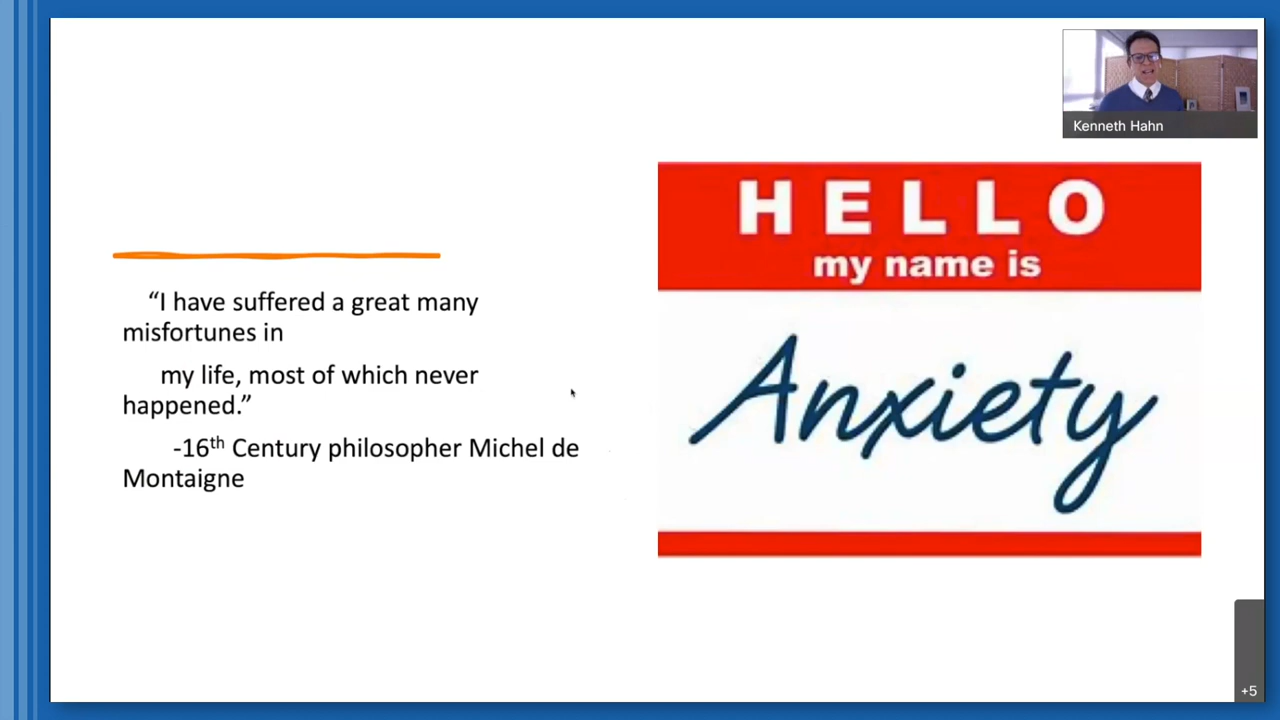 Kenneth Hahn
“I have suffered a great many
misfortunes in
my life, most of which never
happened.”
-16th Century philosopher Michel de
Montaigne
HELLO
my name is
Anxiety
+5